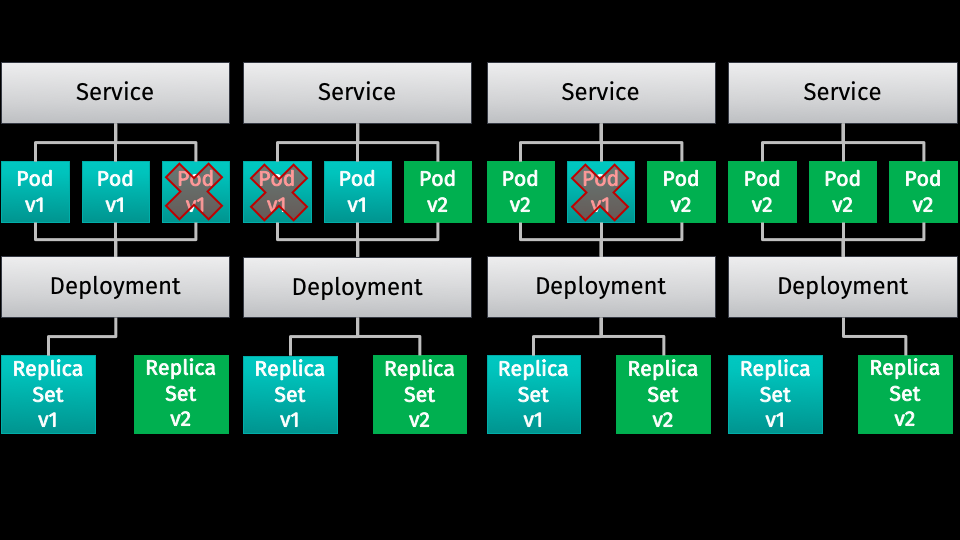 Service
Service
Service
Service
Pod
v1
Pod
v1
Pod
v1
Pod
v1
Pod
v1
Pod
v2
Pod
v2
Pod
v1
Pod
v2
Pod
v2
Pod
v2
Pod
v2
Deployment
Deployment
Deployment
Deployment
Replica
Set
v1
Replica
Set
v2
Replica
Set
v1
Replica
Set
v2
Replica
Set
v1
Replica
Set
v2
Replica
Set
v1
Replica
Set
v2